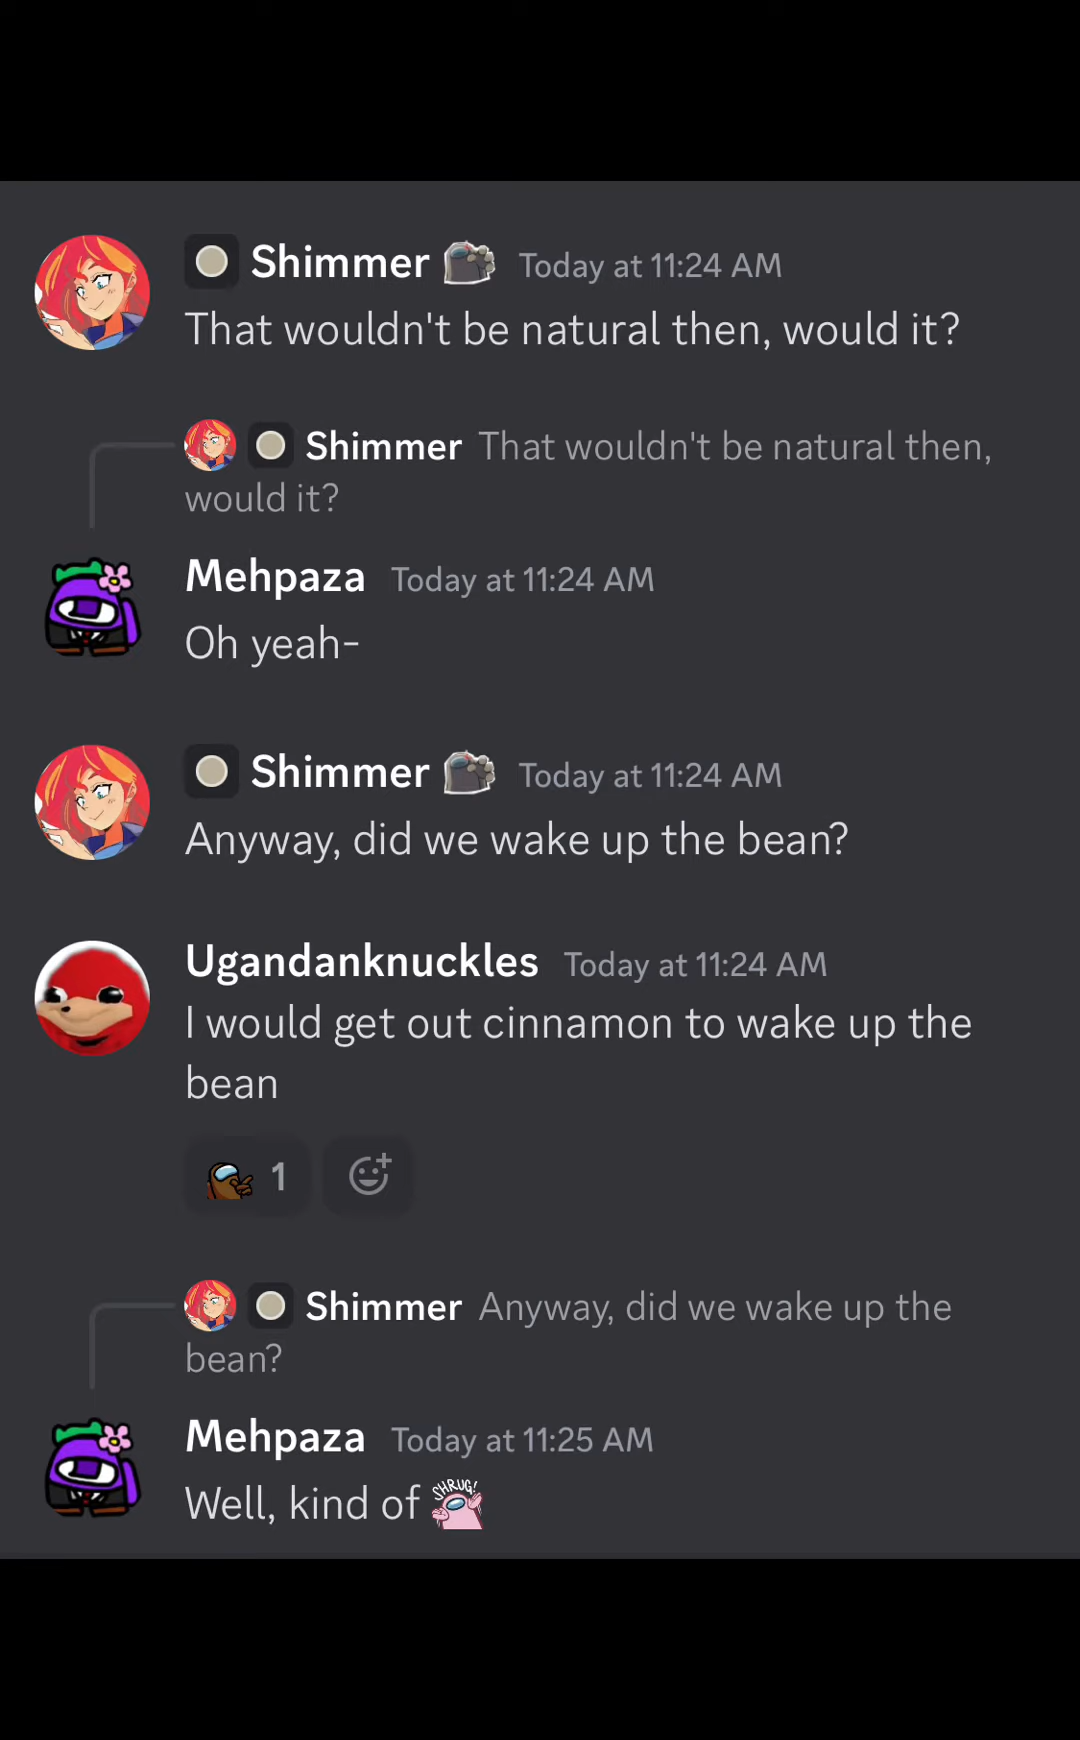 Shimmer Today at 11:24 AM
That wouldn't be natural then, would it?
Shimmer That wouldn't be natural then,
would it?
Mehpaza Today at 11:24 AM
Oh yeah-
Shimmer Today at 11:24 AM
Anyway, did we wake up the bean?
Ugandanknuckles Today at 11:24 AM
I would get out cinnamon to wake up the
bean
1
Shimmer Anyway, did we wake up the
bean?
Mehpaza Today at 11:25 AM
Well, kind of SHRUG!